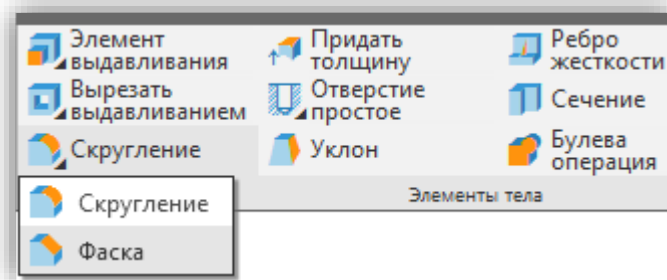 Элемент
выдавливания
Придать
толщину
Ребро
жесткости
Вырезать
выдавливанием
Отверстие
простое
Сечение
Скругление
Уклон
Булева
операция
Элементы тела
Скругление
Фаска